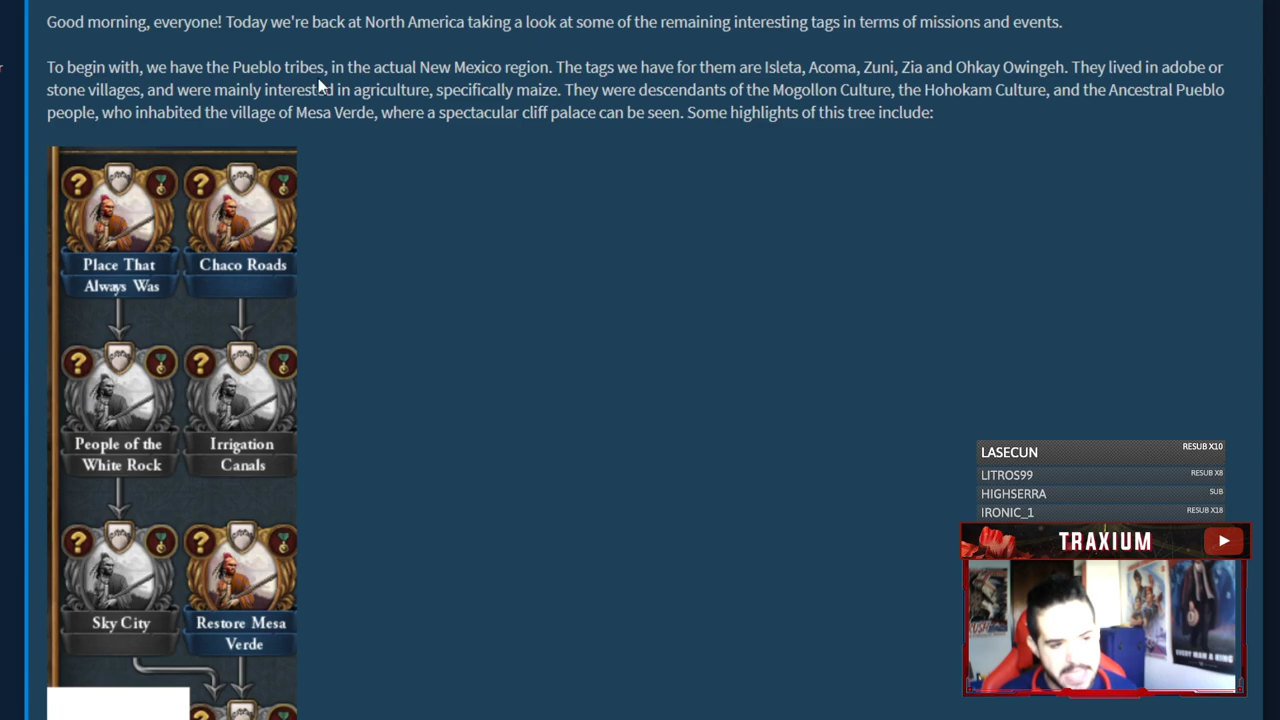 Good morning, everyone! Today we're back at North America taking a look at some of the remaining interesting tags in terms of missions and events.
To begin with, we have the Pueblo tribes, in the actual New Mexico region. The tags we have for them are Isleta, Acoma, Zuni, Zia and Ohkay Owingeh. They lived in adobe or
stone villages, and were mainly interested in agriculture, specifically maize. They were descendants of the Mogollon Culture, the Hohokam Culture, and the Ancestral Pueblo
people, who inhabited the village of Mesa Verde, where a spectacular cliff palace can be seen. Some highlights of this tree include:
Place That
Always Was
Chaco Roads
People of the
White Rock
Irrigation
Canals
Sky City
Restore Mesa
Verde
LASECUN RESUB X10
LITROS99 RESUB X8
HIGHSERRA SUB
IRONIC_1 RESUB X18
TRAXIUM
EVERY MAN A KING